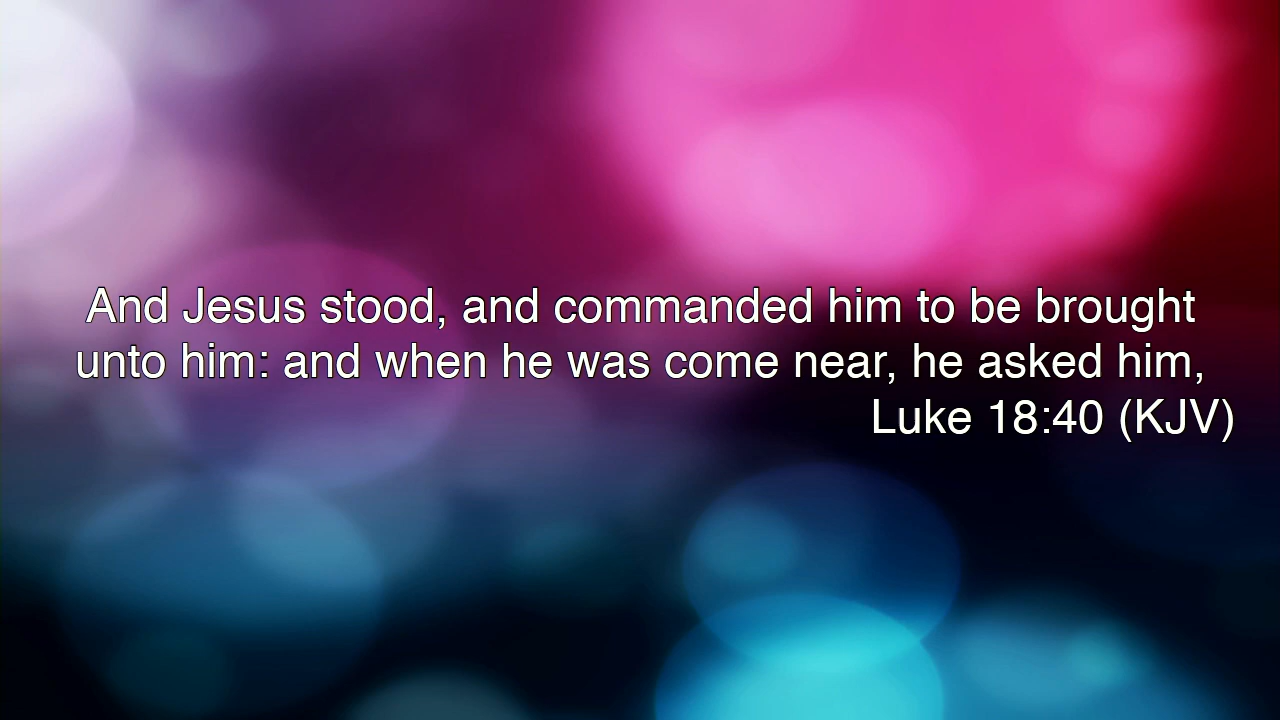 And Jesus stood, and commanded him to be brought
unto him: and when he was come near, he asked him,
Luke 18:40 (KJV)